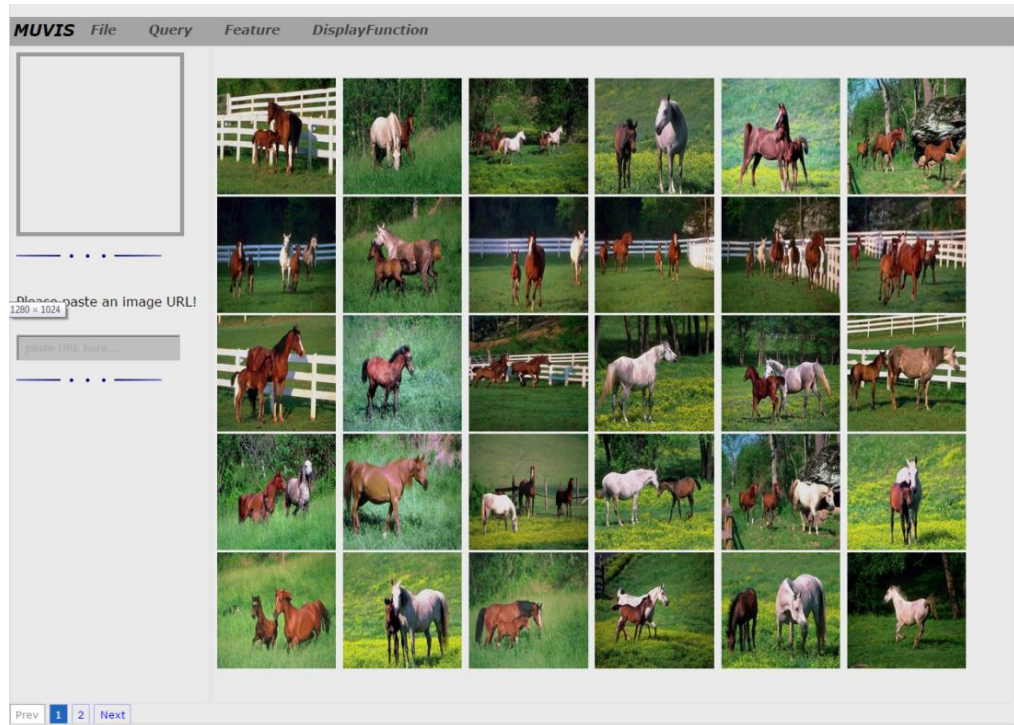 MUVIS File Query Feature DisplayFunction
Please paste an image URL!
1280 × 1024
paste URL here...
Prev 1 2 Next